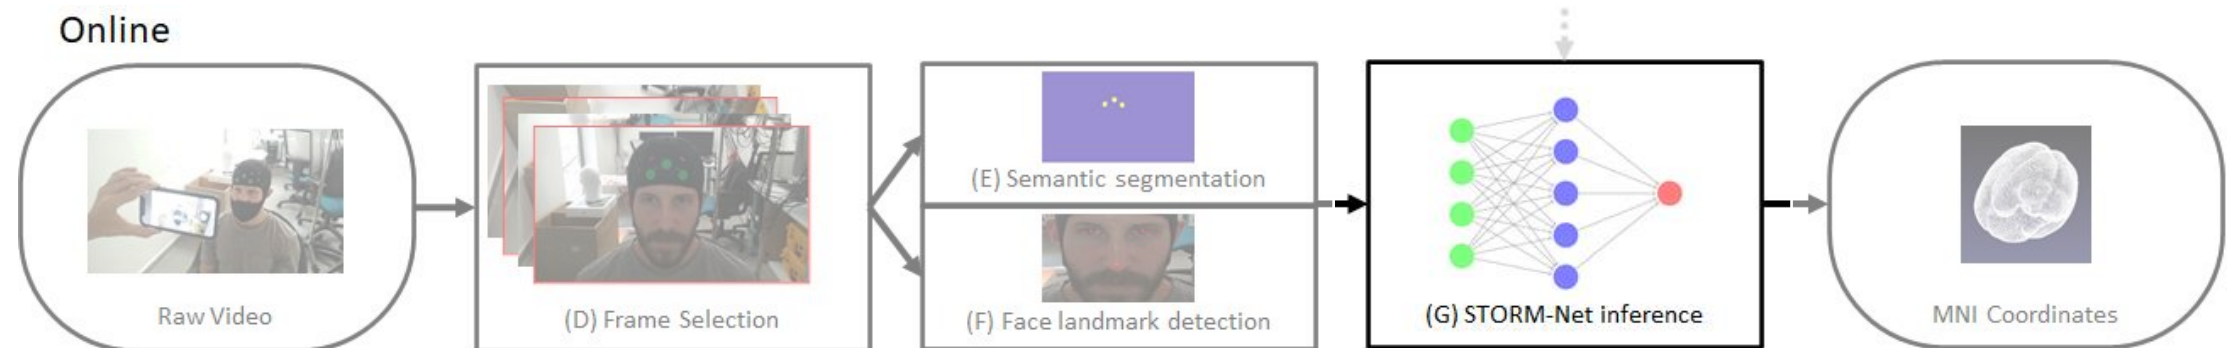 Online
Raw Video
(D) Frame Selection
(E) Semantic segmentation
(F) Face landmark detection
(G) STORM-Net inference
MNI Coordinates